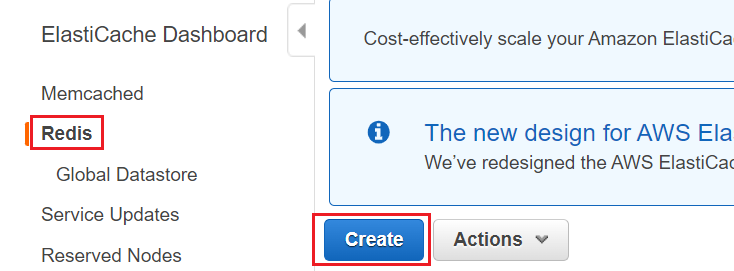 ElastiCache Dashboard
Memcached
Redis
Global Datastore
Service Updates
Reserved Nodes
Cost-effectively scale your Amazon ElastiCac
The new design for AWS Ela
We've redesigned the AWS ElastiCac
Create
Actions